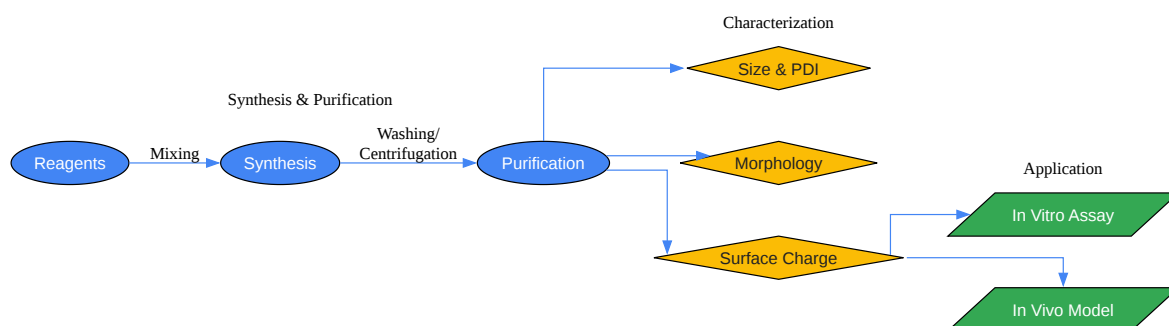 Characterization
Size & PDI
Synthesis & Purification
Washing/
Centrifugation
Reagents
Mixing
Synthesis
Purification
Morphology
Application
In Vitro Assay
Surface Charge
In Vivo Model